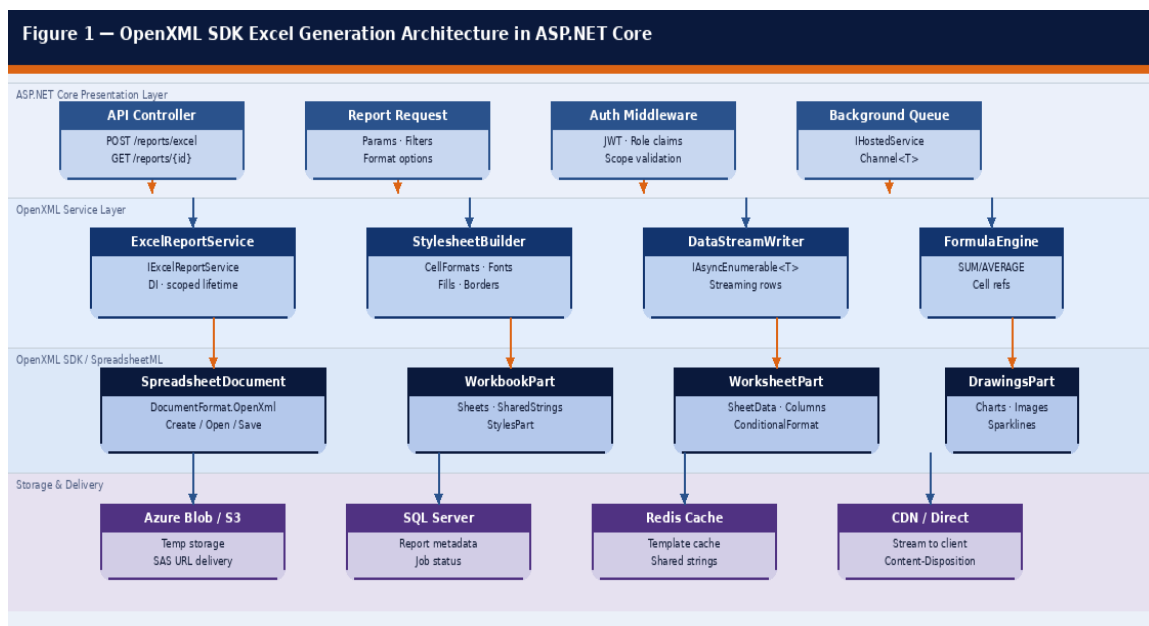 Figure 1 — OpenXML SDK Excel Generation Architecture in ASP.NET Core
ASP.NET Core Presentation Layer
API Controller
POST /reports/excel
GET /reports/{id}
Report Request
Params · Filters
Format options
Auth Middleware
JWT · Role claims
Scope validation
Background Queue
IHostedService
Channel<T>
OpenXML Service Layer
ExcelReportService
IExcelReportService
DI · scoped lifetime
StylesheetBuilder
CellFormats · Fonts
Fills · Borders
DataStreamWriter
IAsyncEnumerable<T>
Streaming rows
FormulaEngine
SUM/AVERAGE
Cell refs
OpenXML SDK / SpreadsheetML
SpreadsheetDocument
DocumentFormat.OpenXml
Create / Open / Save
WorkbookPart
Sheets · SharedStrings
StylesPart
WorksheetPart
SheetData · Columns
ConditionalFormat
DrawingsPart
Charts · Images
Sparklines
Storage & Delivery
Azure Blob / S3
Temp storage
SAS URL delivery
SQL Server
Report metadata
Job status
Redis Cache
Template cache
Shared strings
CDN / Direct
Stream to client
Content-Disposition